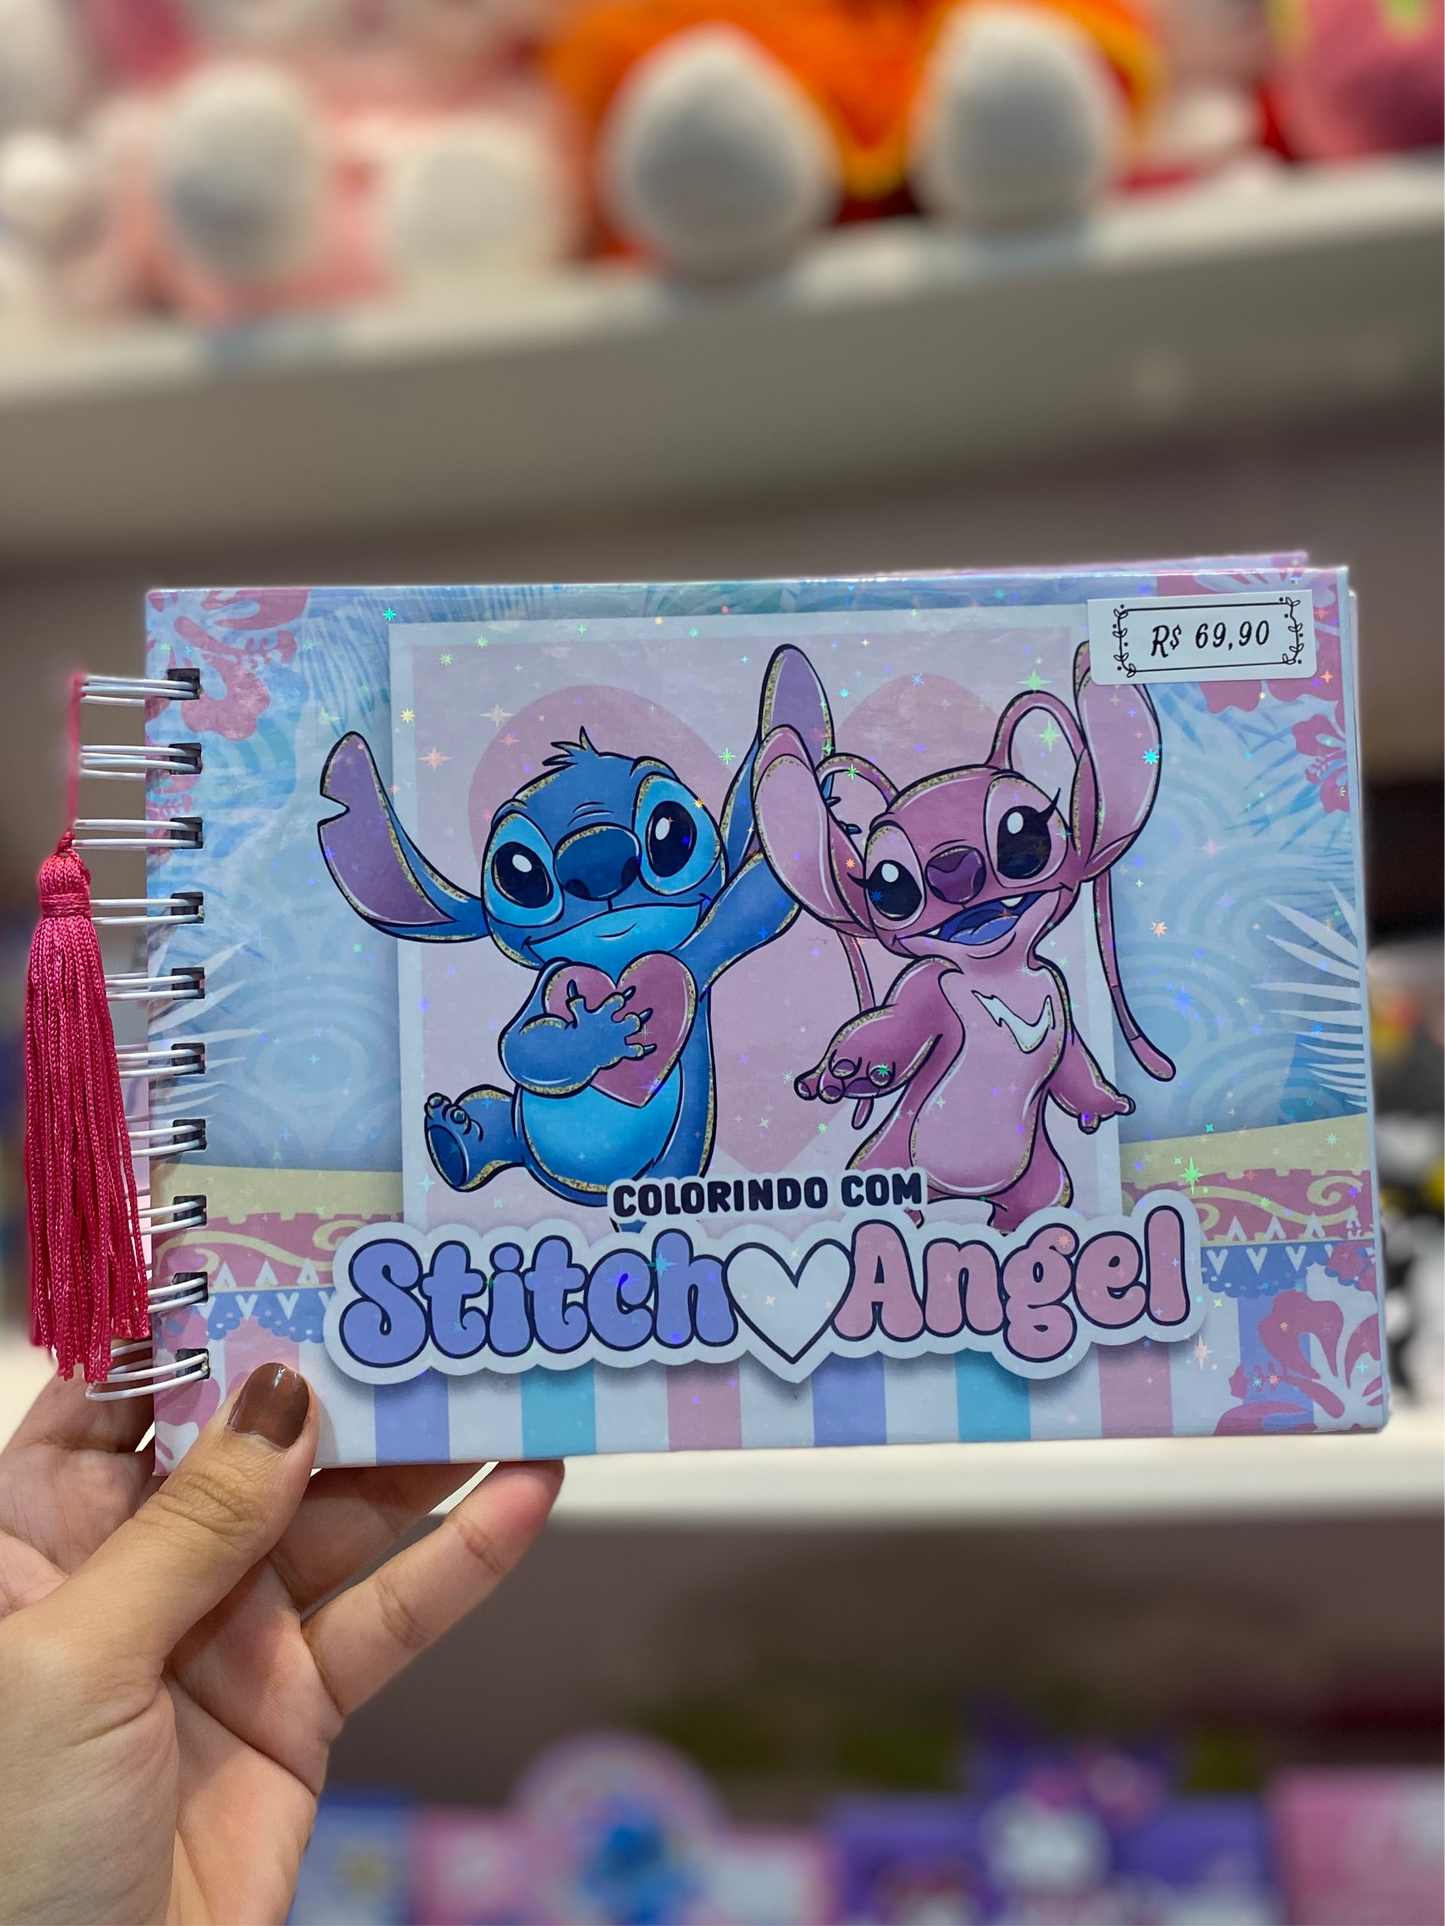 R$ 69,90
COLORINDO COM
Stitch Angel